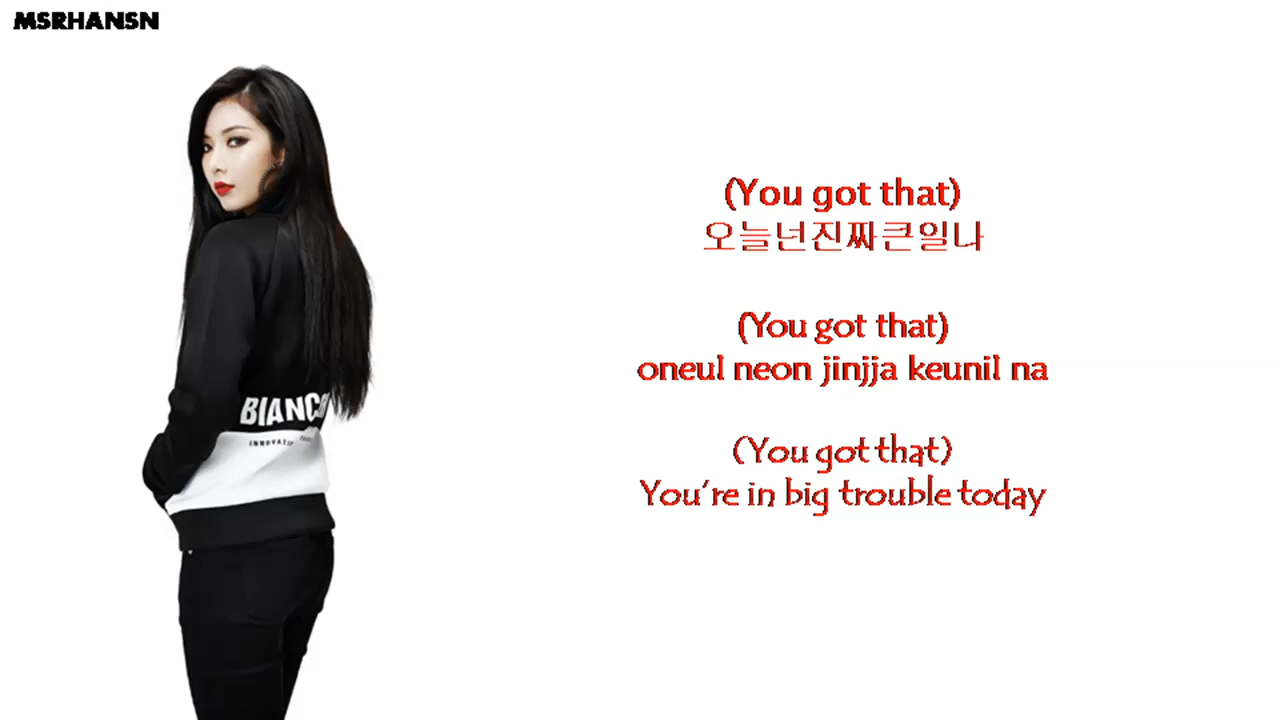 MSRHANSN
(You got that)
오늘넌진짜큰일나
(You got that)
oneul neon jinjja keunil na
(You got that)
You're in big trouble today
BIANC